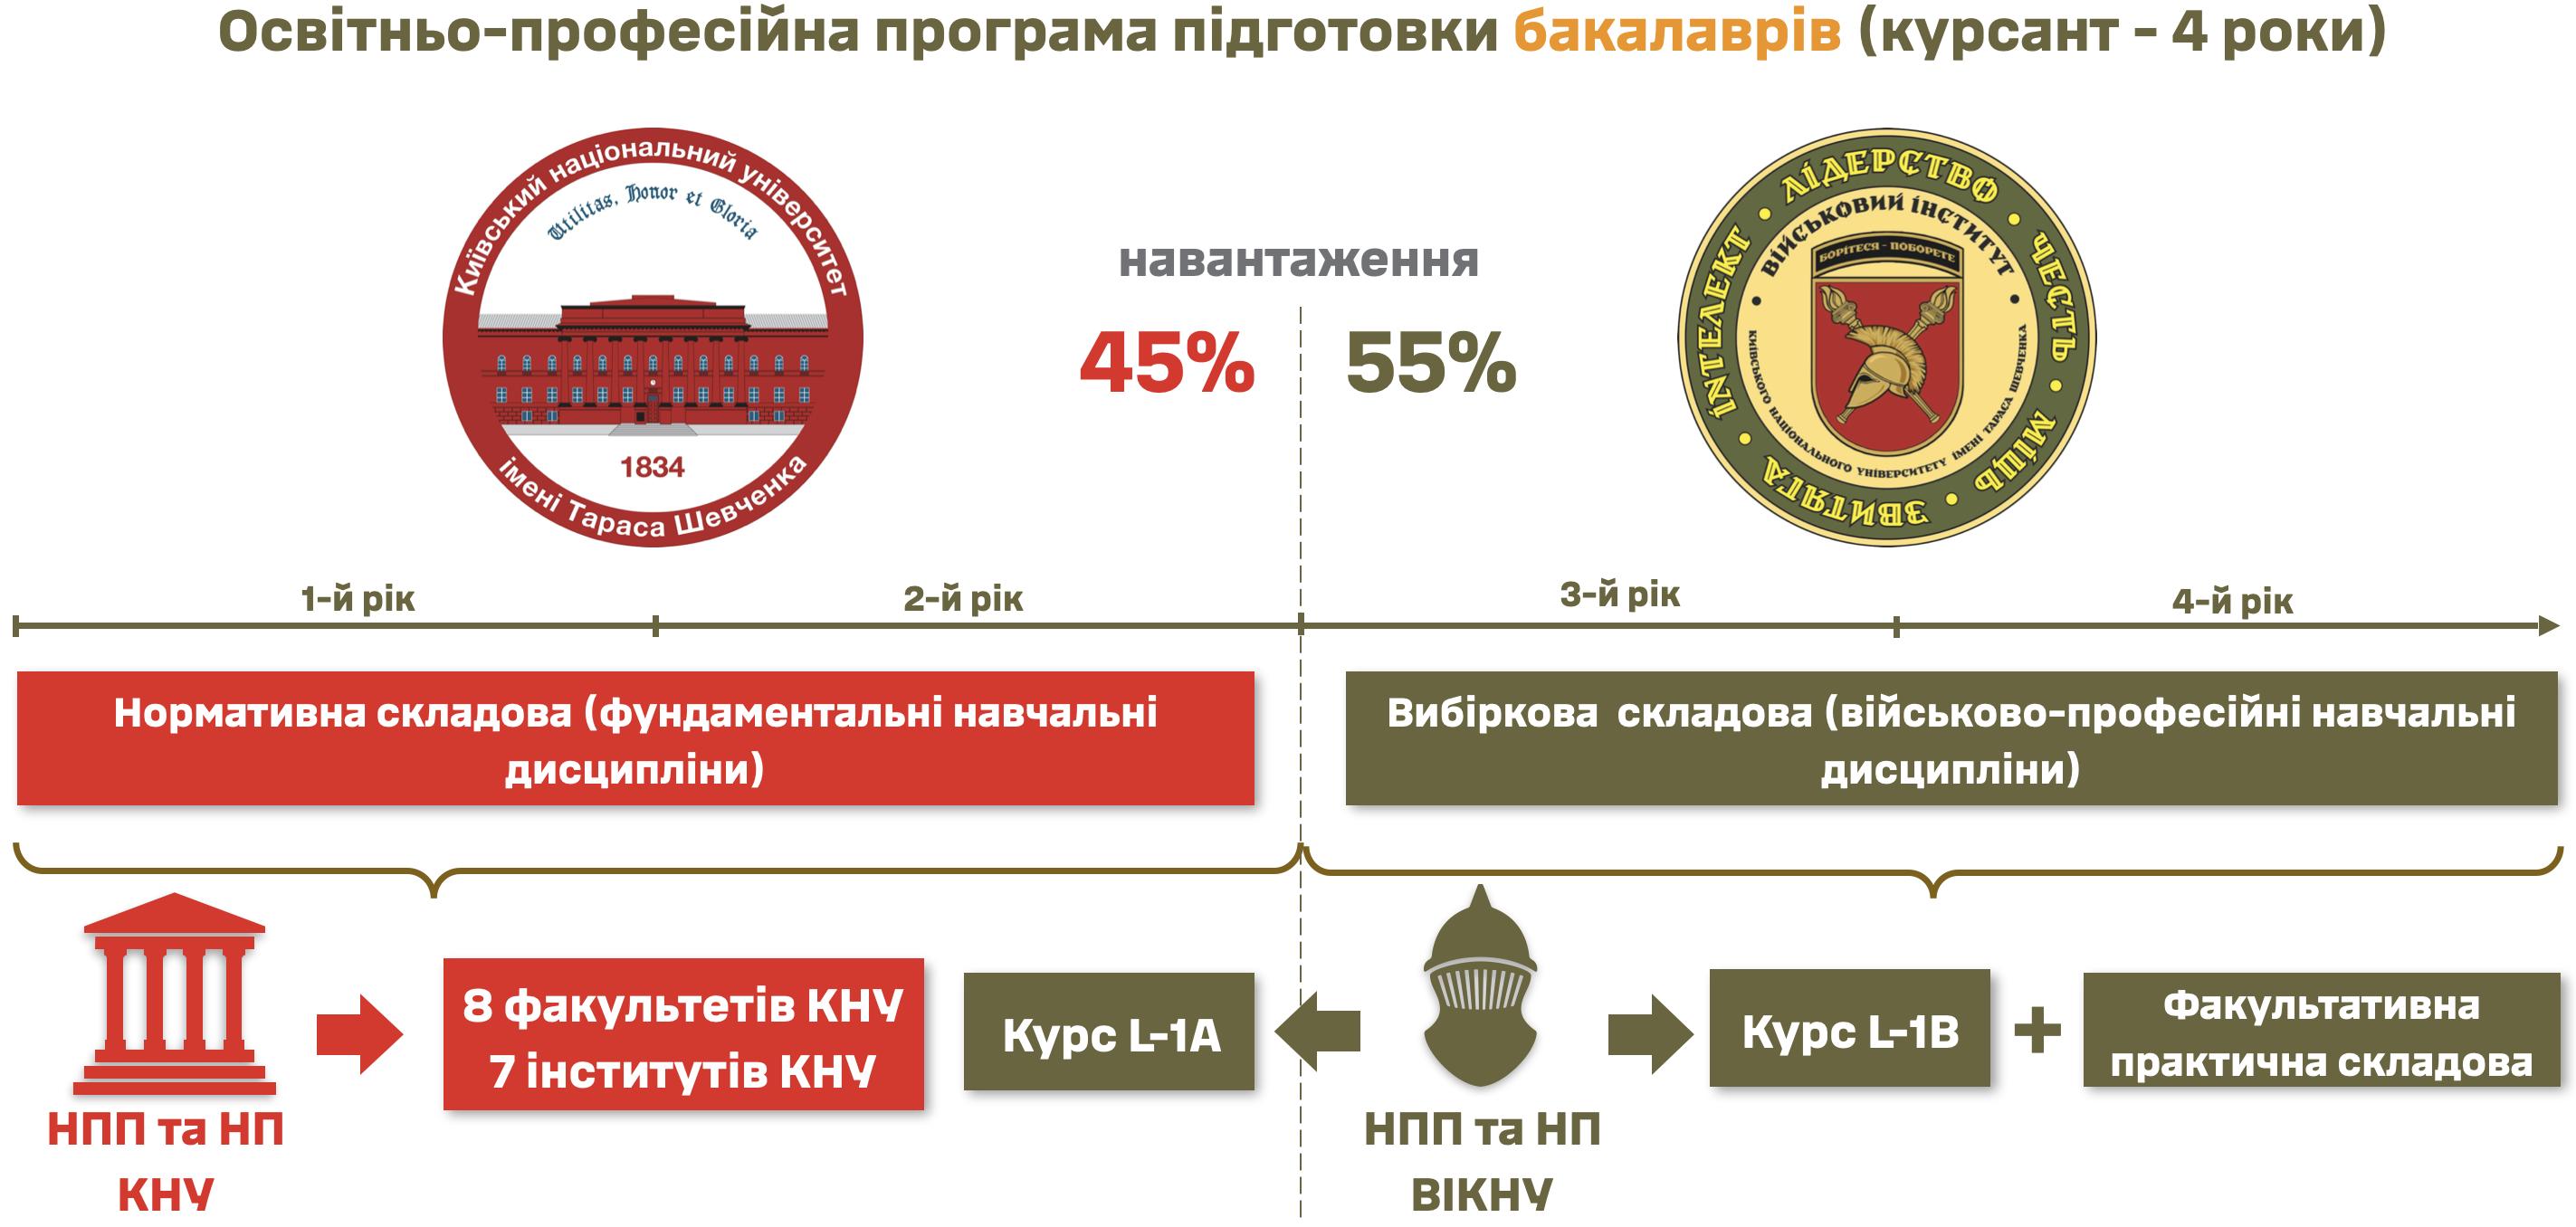 Освітньо-професійна програма підготовки бакалаврів (курсант - 4 роки)
Київський національний університет
імені Тараса Шевченка
Utilitas, Honor et Gloria
1834
навантаження
45%
55%
ІНТЕЛЕКТ • ЛІДЕРСТВО • ЧЕСТЬ • МІЦЬ • ЗВИТЯГА
ВІЙСЬКОВИЙ ІНСТИТУТ
КИЇВСЬКОГО НАЦІОНАЛЬНОГО УНІВЕРСИТЕТУ ІМЕНІ ТАРАСА ШЕВЧЕНКА
БОРІТЕСЯ - ПОБОРЕТЕ
1-й рік
2-й рік
3-й рік
4-й рік
Нормативна складова (фундаментальні навчальні
дисципліни)
Вибіркова складова (військово-професійні навчальні
дисципліни)
8 факультетів КНУ
7 інститутів КНУ
Курс L-1A
Курс L-1B
+
Факультативна
практична складова
НПП та НП
КНУ
НПП та НП
ВІКНУ